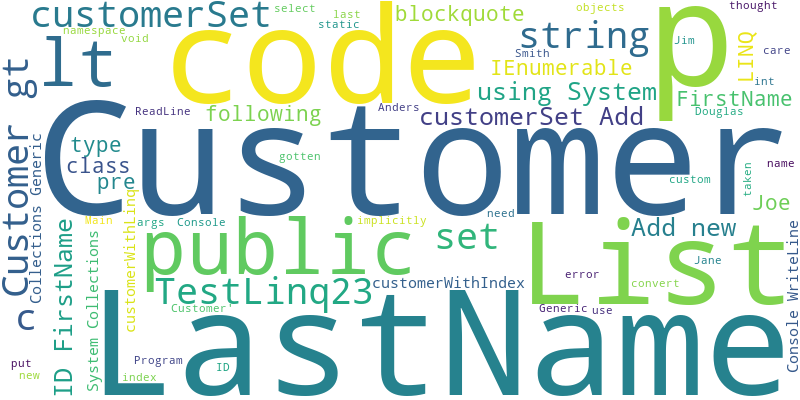 customerSet
select
last
objects
thought
namespace
void
static
blockquote
code
p
string
Smith
Jim
LINQ
care
lt
gt
IEnumerable
int
using System
FirstName
ReadLine
following
Anders
customerSet Add
Douglas
Customer
type
class
pre
Customer
Collections Generic
gotten
custom
name
taken
Joe
need
Main
args
Console
implicitly
public
set
List
Add new
ID FirstName
System Collections
customerWithLinq
Jane
error
convert
Console WriteLine
TestLinq23
customerWithIndex
c
Customer'
Generic
use
LastName
put
new
Program
index
ID